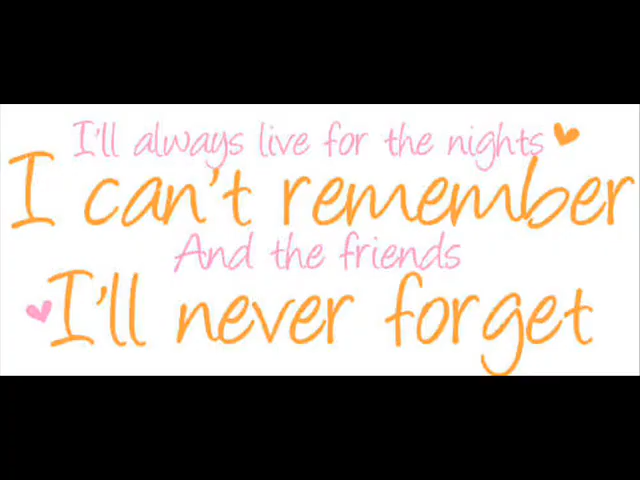 I'll always live for the nights
I can't remember
And the friends
I'll never forget